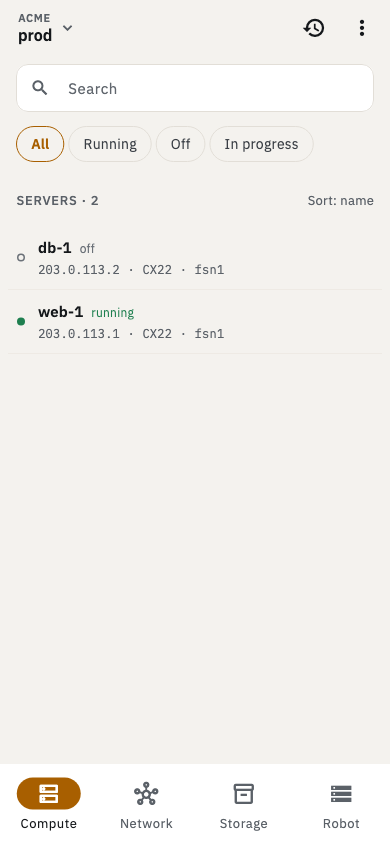 ACME
prod
Search
All Running Off In progress
SERVERS · 2 Sort: name
db-1 off
203.0.113.2 · CX22 · fsn1
web-1 running
203.0.113.1 · CX22 · fsn1
Compute Network Storage Robot